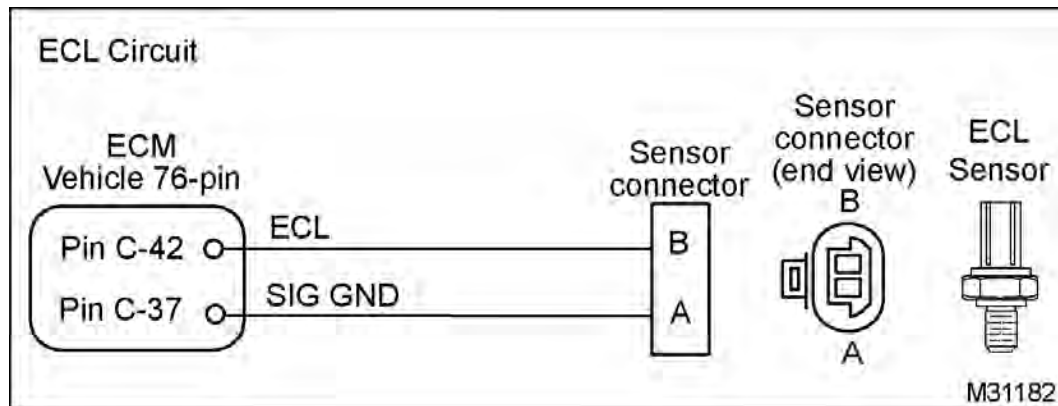 ECL Circuit
ECM
Vehicle 76-pin
Pin C-42
ECL
Pin C-37
SIG GND
Sensor
connector
B
A
Sensor
connector
(end view)
B
A
ECL
Sensor
M31182